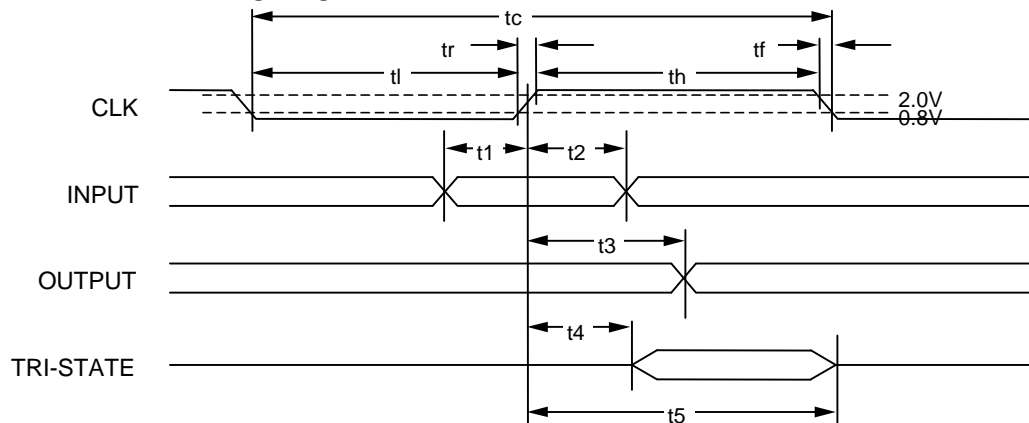 tc
tr
tf
tl
th
CLK
2.0V
0.8V
t1
t2
INPUT
t3
OUTPUT
t4
TRI-STATE
t5